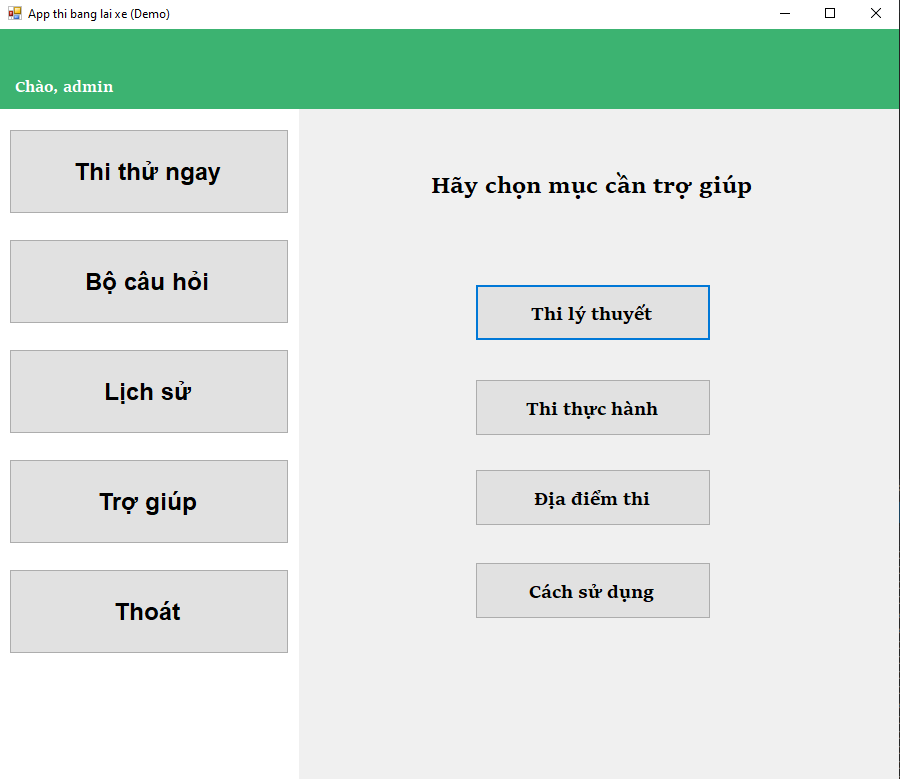 App thi bang lai xe (Demo)
Chào, admin
Thi thử ngay
Bộ câu hỏi
Lịch sử
Trợ giúp
Thoát
Hãy chọn mục cần trợ giúp
Thi lý thuyết
Thi thực hành
Địa điểm thi
Cách sử dụng